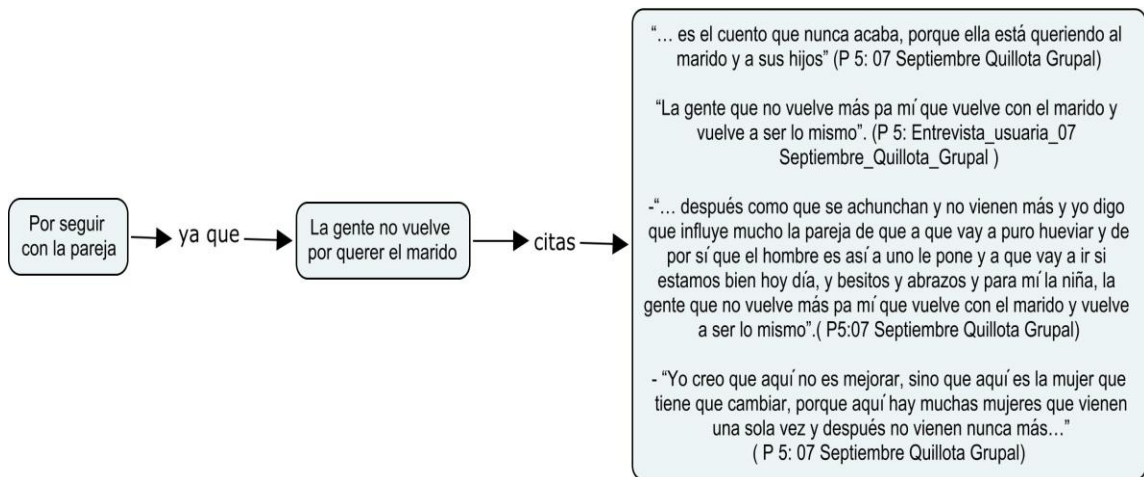 Por seguir
con la pareja
ya que
La gente no vuelve
por querer el marido
citas
“… es el cuento que nunca acaba, porque ella está queriendo al
marido y a sus hijos” (P 5: 07 Septiembre Quillota Grupal)
“La gente que no vuelve más pa mí que vuelve con el marido y
vuelve a ser lo mismo”. (P 5: Entrevista_usuaria_07
Septiembre_Quillota_Grupal )
-“… después como que se achunchan y no vienen más y yo digo
que influye mucho la pareja de que a que vay a puro hueviar y de
por sí que el hombre es así a uno le pone y a que vay a ir si
estamos bien hoy día, y besitos y abrazos y para mí la niña, la
gente que no vuelve más pa mí que vuelve con el marido y vuelve
a ser lo mismo”.( P5:07 Septiembre Quillota Grupal)
- “Yo creo que aquí no es mejorar, sino que aquí es la mujer que
tiene que cambiar, porque aquí hay muchas mujeres que vienen
una sola vez y después no vienen nunca más…”
( P 5: 07 Septiembre Quillota Grupal)